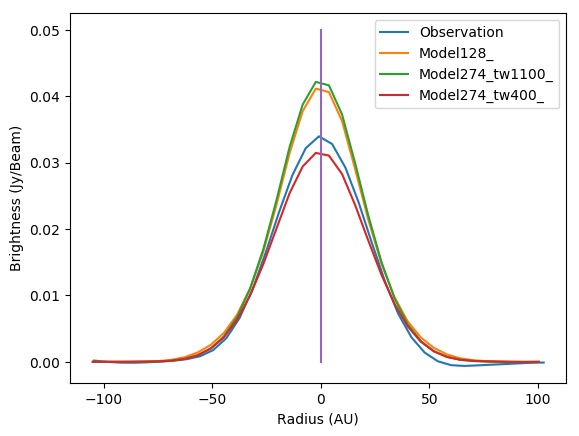 0.05
0.04
0.03
0.02
0.01
0.00
Brightness (Jy/Beam)
−100
−50
0
50
100
Radius (AU)
Observation
Model128_
Model274_tw1100_
Model274_tw400_